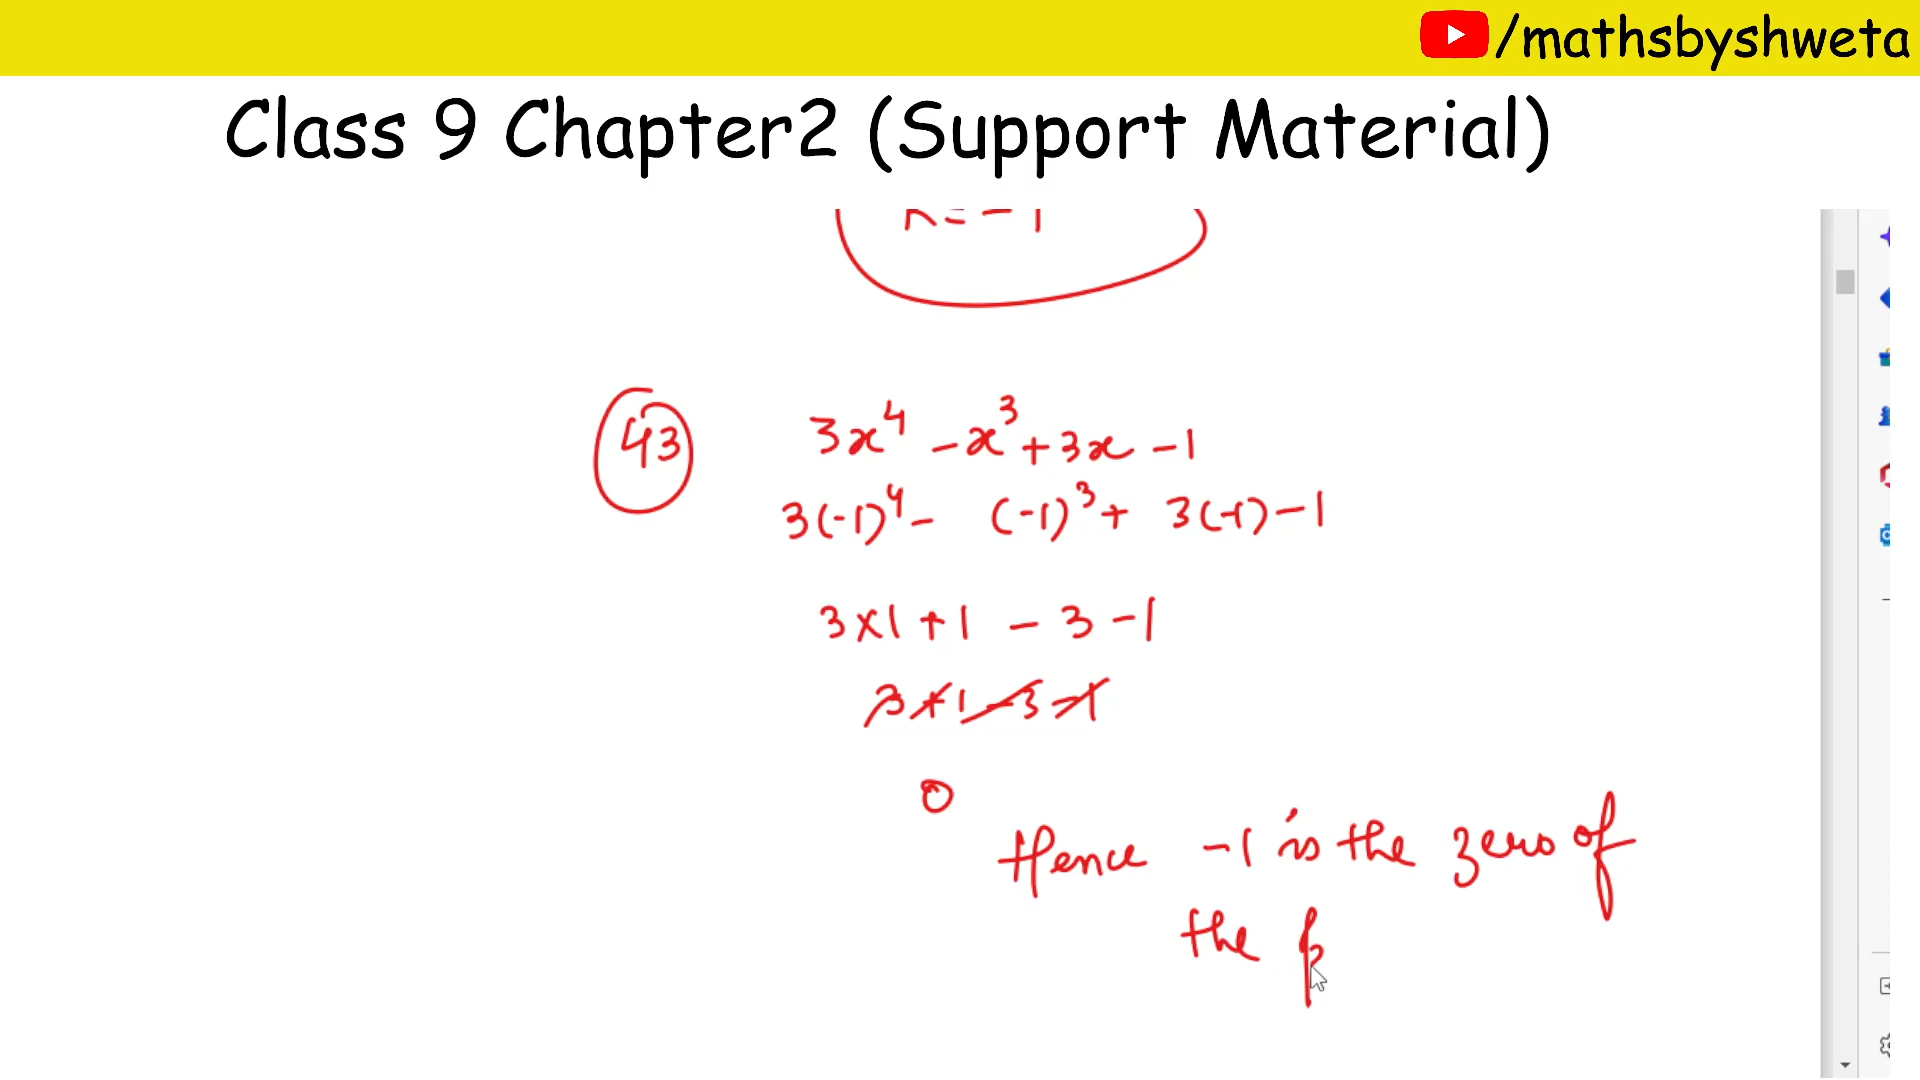 /mathsbyshweta
Class 9 Chapter2 (Support Material)
K = - 1
43
3x⁴ - x³ + 3x - 1
3(-1)⁴ - (-1)³ + 3(-1) - 1
3×1 + 1 - 3 - 1
3 + 1 - 3 - 1
0
Hence -1 is the zero of
the p